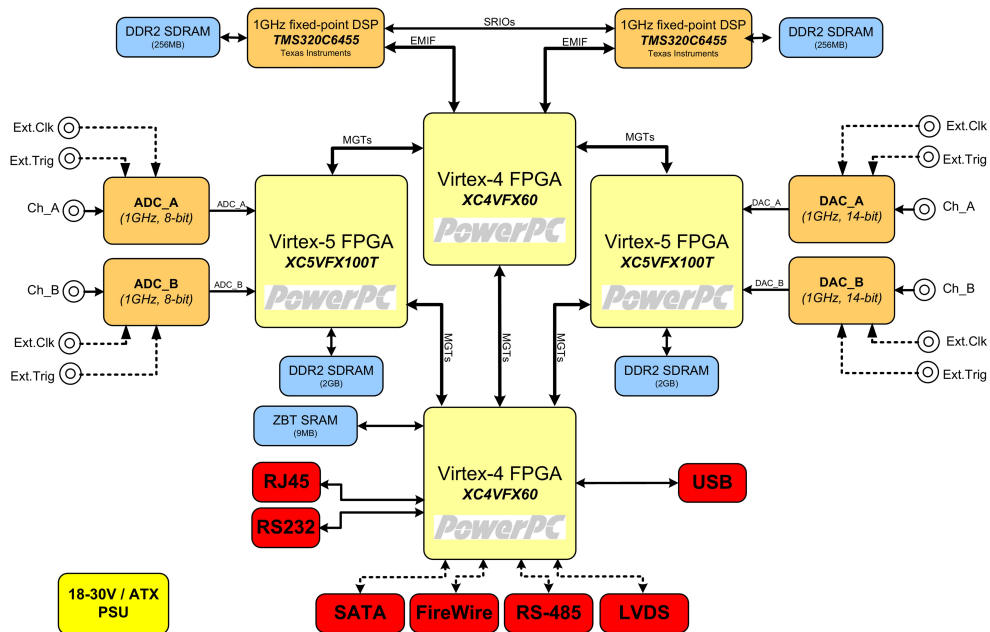 DDR2 SDRAM
(256MB)
1GHz fixed-point DSP
TMS320C6455
Texas Instruments
SRIOs
EMIF
EMIF
1GHz fixed-point DSP
TMS320C6455
Texas Instruments
DDR2 SDRAM
(256MB)
Ext.Clk
Ext.Trig
Ch_A
ADC_A
(1GHz, 8-bit)
ADC_A
Ch_B
ADC_B
(1GHz, 8-bit)
ADC_B
Ext.Clk
Ext.Trig
MGTs
Virtex-5 FPGA
XC5VFX100T
PowerPC
DDR2 SDRAM
(2GB)
Virtex-4 FPGA
XC4VFX60
PowerPC
MGTs
Virtex-5 FPGA
XC5VFX100T
PowerPC
DDR2 SDRAM
(2GB)
Ext.Clk
Ext.Trig
DAC_A
DAC_A
(1GHz, 14-bit)
Ch_A
DAC_B
DAC_B
(1GHz, 14-bit)
Ch_B
Ext.Clk
Ext.Trig
MGTs
MGTs
MGTs
ZBT SRAM
(9MB)
RJ45
RS232
Virtex-4 FPGA
XC4VFX60
PowerPC
USB
18-30V / ATX
PSU
SATA
FireWire
RS-485
LVDS